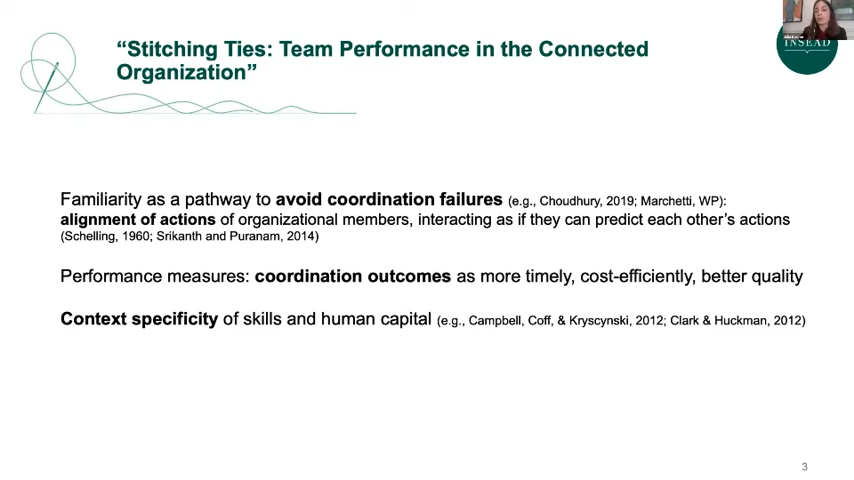 “Stitching Ties: Team Performance in the Connected
Organization”
INSEAD
Familiarity as a pathway to avoid coordination failures (e.g., Choudhury, 2019; Marchetti, WP):
alignment of actions of organizational members, interacting as if they can predict each other’s actions
(Schelling, 1960; Srikanth and Puranam, 2014)
Performance measures: coordination outcomes as more timely, cost-efficiently, better quality
Context specificity of skills and human capital (e.g., Campbell, Coff, & Kryscynski, 2012; Clark & Huckman, 2012)
3